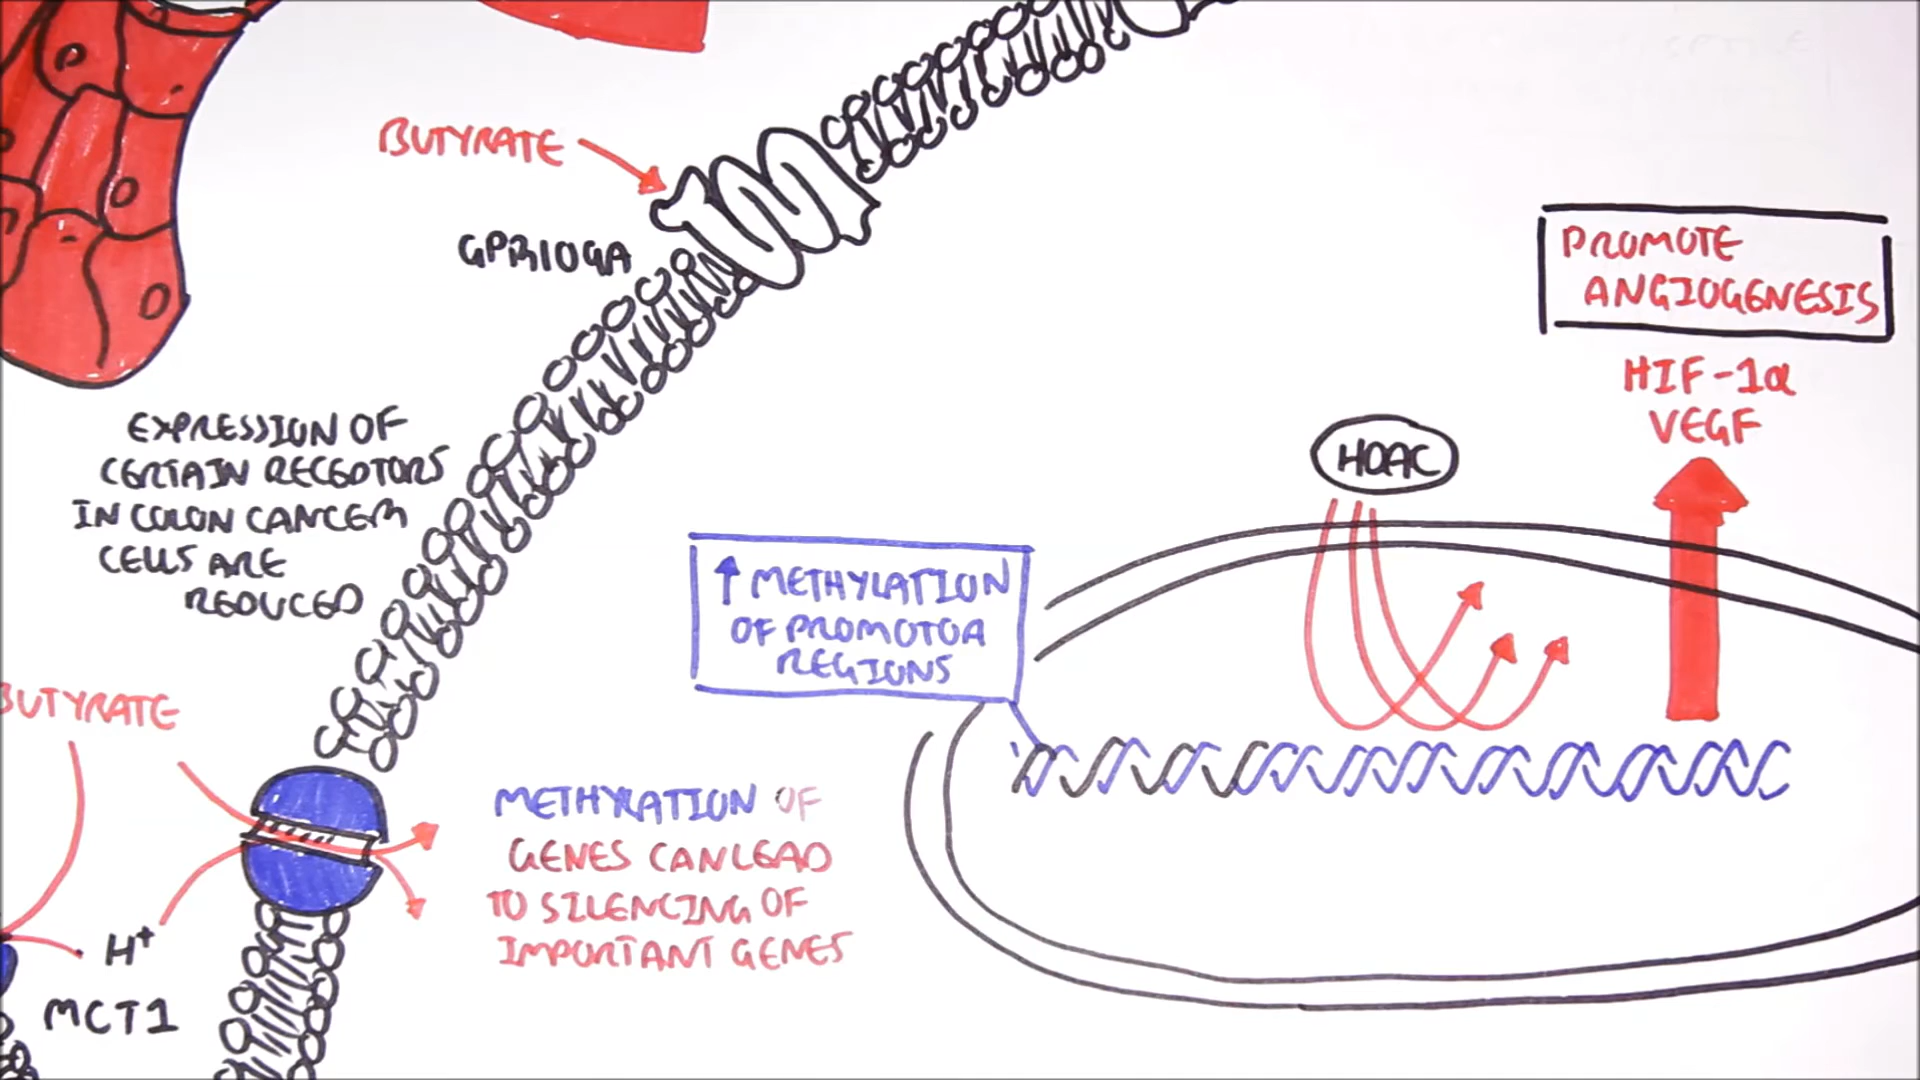 BUTYRATE
GPR109A
EXPRESSION OF
CERTAIN RECEPTORS
IN COLON CANCER
CELLS ARE
REDUCED
BUTYRATE
H+
MCT1
↑ METHYLATION
OF PROMOTOR
REGIONS
METHYLATION OF
GENES CAN LEAD
TO SILENCING OF
IMPORTANT GENES
HDAC
PROMOTE
ANGIOGENESIS
HIF-1α
VEGF